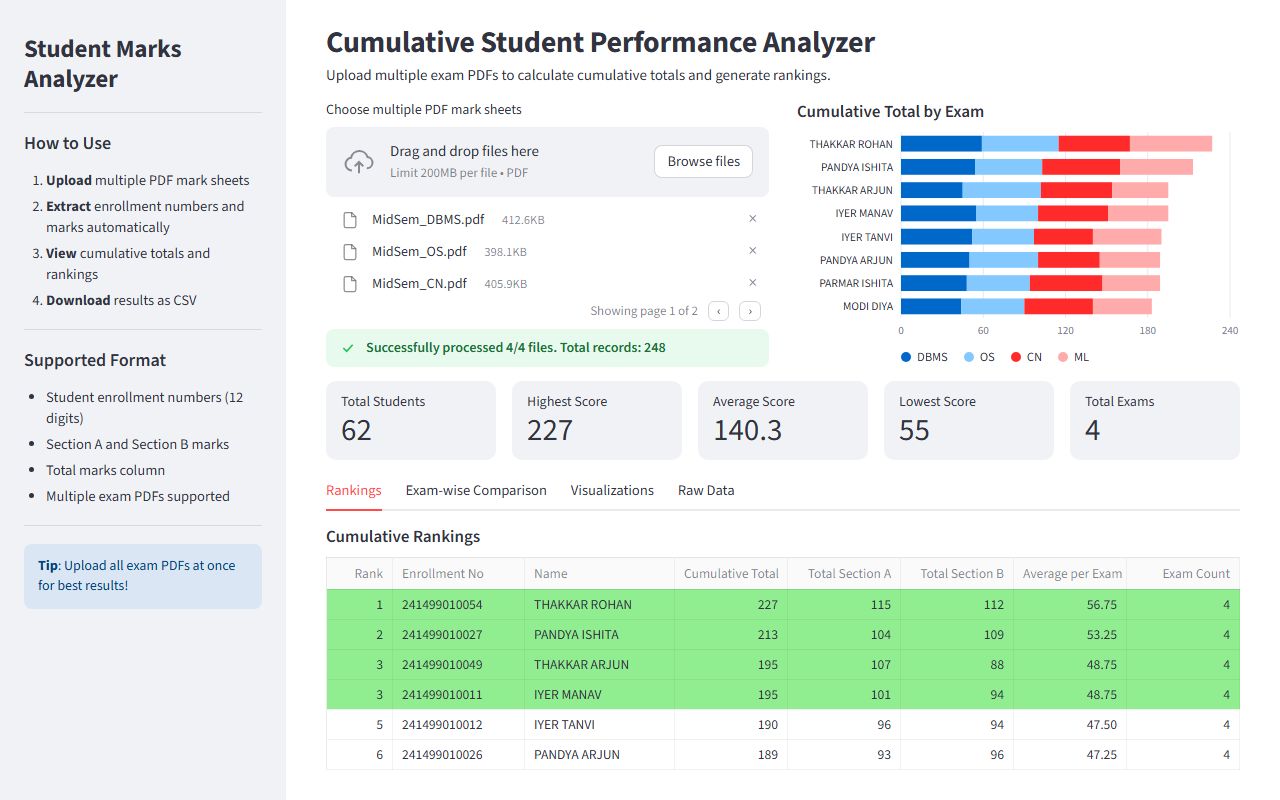 Student Marks
Analyzer
How to Use
1. Upload multiple PDF mark sheets
2. Extract enrollment numbers and
marks automatically
3. View cumulative totals and
rankings
4. Download results as CSV
Supported Format
• Student enrollment numbers (12
digits)
• Section A and Section B marks
• Total marks column
• Multiple exam PDFs supported
Tip: Upload all exam PDFs at once
for best results!
Cumulative Student Performance Analyzer
Upload multiple exam PDFs to calculate cumulative totals and generate rankings.
Choose multiple PDF mark sheets
Drag and drop files here
Limit 200MB per file • PDF
Browse files
MidSem_DBMS.pdf 412.6KB ×
MidSem_OS.pdf 398.1KB ×
MidSem_CN.pdf 405.9KB ×
Showing page 1 of 2 ‹ ›
Successfully processed 4/4 files. Total records: 248
Cumulative Total by Exam
THAKKAR ROHAN
PANDYA ISHITA
THAKKAR ARJUN
IYER MANAV
IYER TANVI
PANDYA ARJUN
PARMAR ISHITA
MODI DIYA
0 60 120 180 240
DBMS OS CN ML
Total Students
62
Highest Score
227
Average Score
140.3
Lowest Score
55
Total Exams
4
Rankings Exam-wise Comparison Visualizations Raw Data
Cumulative Rankings
Rank Enrollment No Name Cumulative Total Total Section A Total Section B Average per Exam Exam Count
1 241499010054 THAKKAR ROHAN 227 115 112 56.75 4
2 241499010027 PANDYA ISHITA 213 104 109 53.25 4
3 241499010049 THAKKAR ARJUN 195 107 88 48.75 4
3 241499010011 IYER MANAV 195 101 94 48.75 4
5 241499010012 IYER TANVI 190 96 94 47.50 4
6 241499010026 PANDYA ARJUN 189 93 96 47.25 4